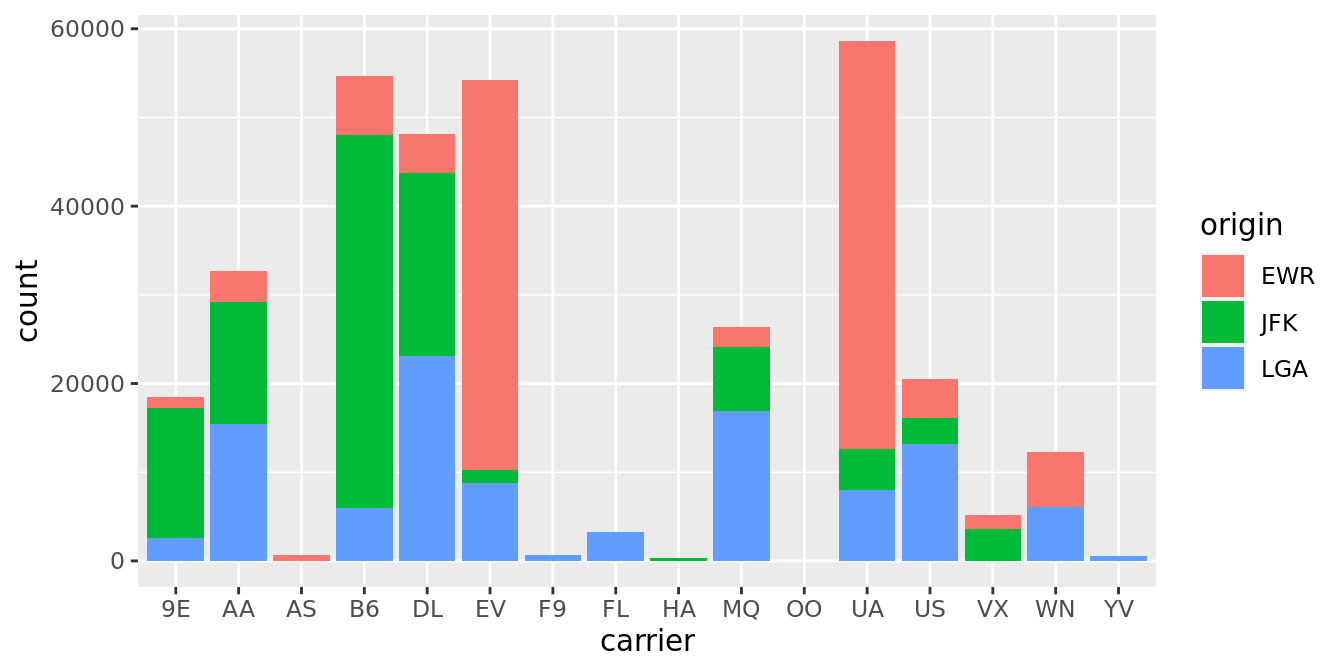 60000
40000
20000
0
count
9E AA AS B6 DL EV F9 FL HA MQ OO UA US VX WN YV
carrier
origin
EWR
JFK
LGA